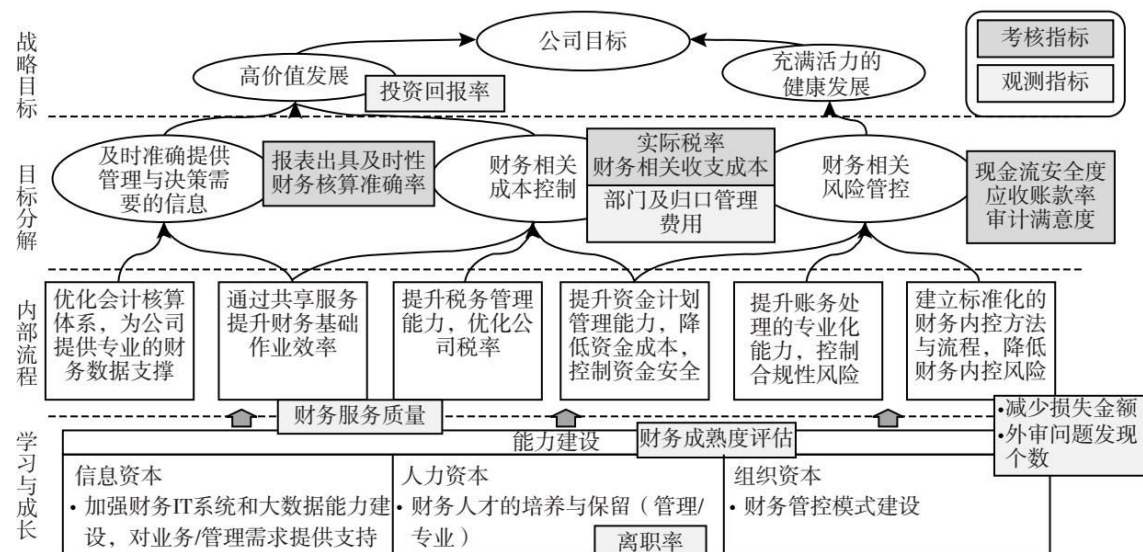 战略目标
公司目标
高价值发展
投资回报率
充满活力的
健康发展
考核指标
观测指标
目标分解
及时准确提供
管理与决策需
要的信息
报表出具及时性
财务核算准确率
财务相关
成本控制
实际税率
财务相关收支成本
部门及归口管理
费用
财务相关
风险管控
现金流安全度
应收账款率
审计满意度
内部流程
优化会计核算
体系，为公司
提供专业的财
务数据支撑
通过共享服务
提升财务基础
作业效率
提升税务管理
能力，优化公
司税率
提升资金计划
管理能力，降
低资金成本，
控制资金安全
提升账务处
理的专业化
能力，控制
合规性风险
建立标准化的
财务内控方法
与流程，降低
财务内控风险
财务服务质量
•减少损失金额
•外审问题发现
个数
学习与成长
能力建设
财务成熟度评估
信息资本
•加强财务IT系统和大数据能力建
设，对业务/管理需求提供支持
人力资本
•财务人才的培养与保留（管理/
专业）
离职率
组织资本
•财务管控模式建设